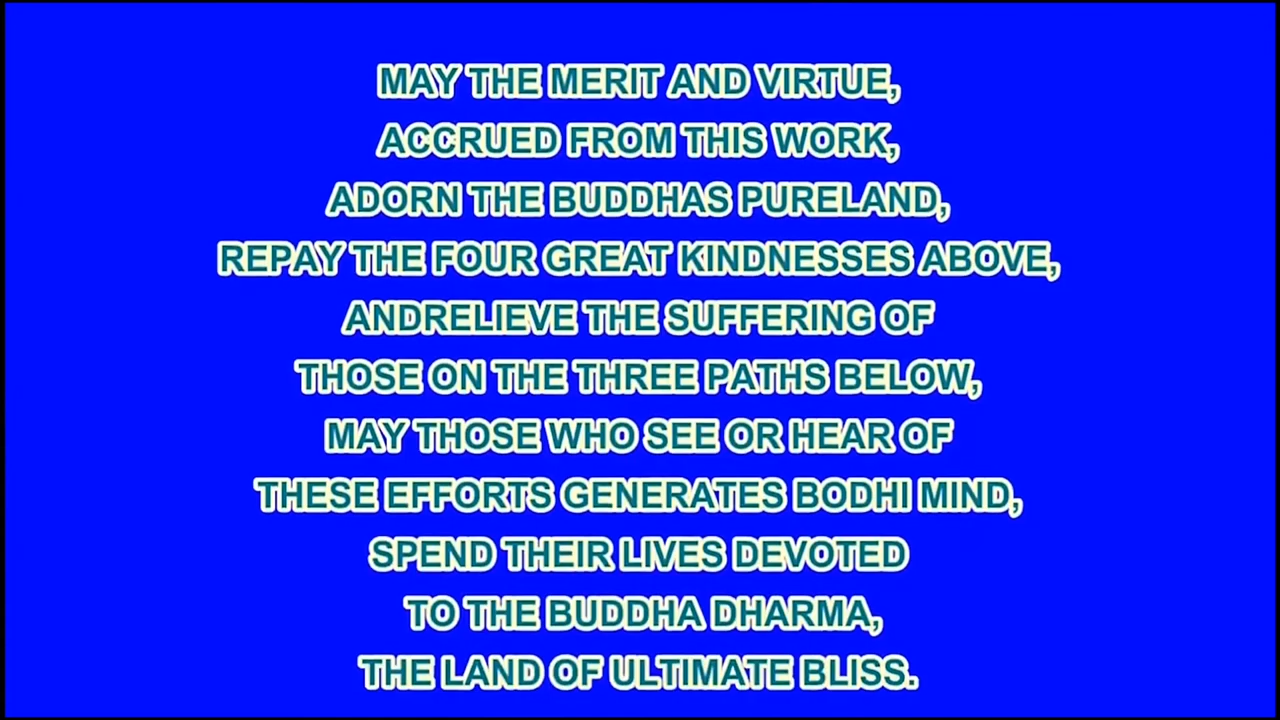 MAY THE MERIT AND VIRTUE,
ACCRUED FROM THIS WORK,
ADORN THE BUDDHAS PURELAND,
REPAY THE FOUR GREAT KINDNESSES ABOVE,
ANDRELIEVE THE SUFFERING OF
THOSE ON THE THREE PATHS BELOW,
MAY THOSE WHO SEE OR HEAR OF
THESE EFFORTS GENERATES BODHI MIND,
SPEND THEIR LIVES DEVOTED
TO THE BUDDHA DHARMA,
THE LAND OF ULTIMATE BLISS.